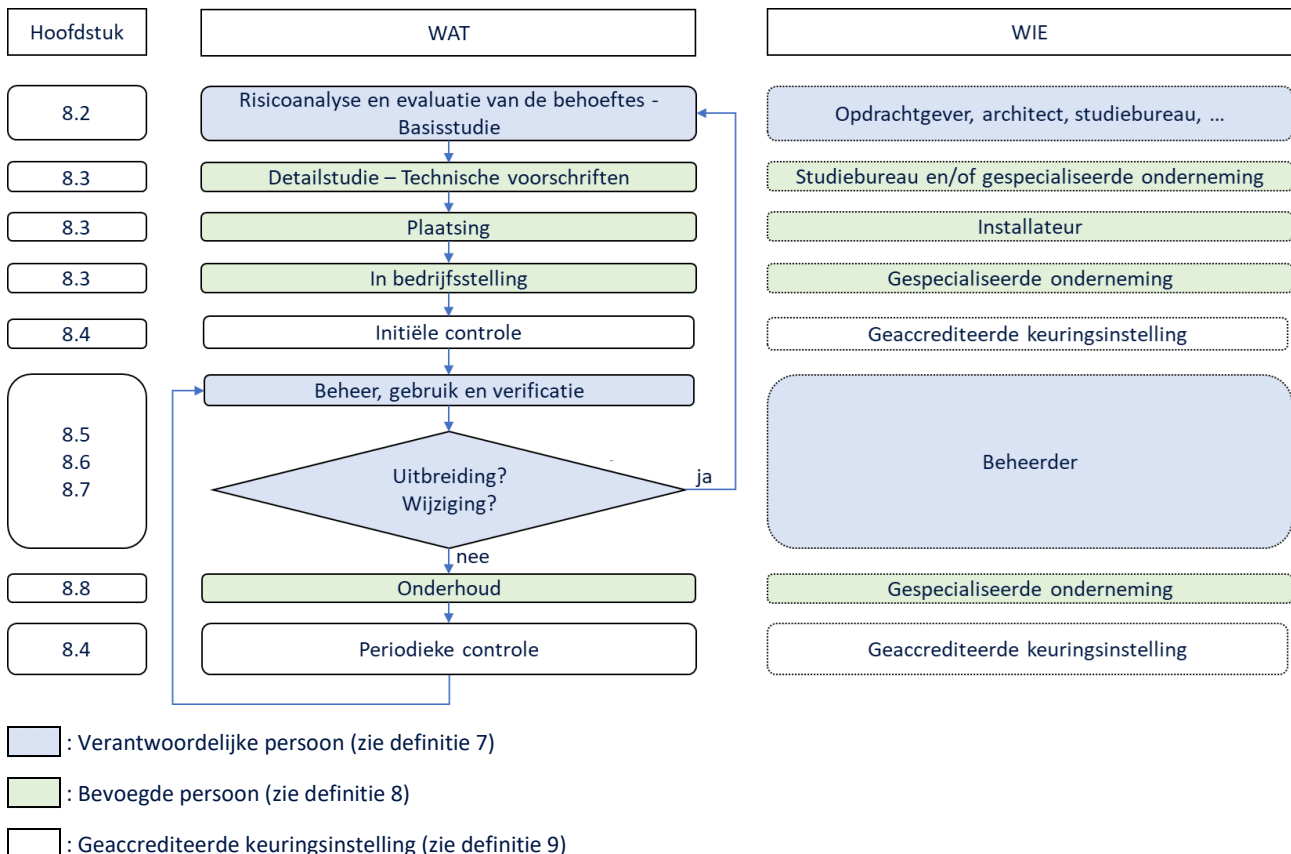 Hoofdstuk WAT WIE
8.2 Risicoanalyse en evaluatie van de behoeftes -
Basisstudie Opdrachtgever, architect, studiebureau, ...
8.3 Detailstudie – Technische voorschriften Studiebureau en/of gespecialiseerde onderneming
8.3 Plaatsing Installateur
8.3 In bedrijfsstelling Gespecialiseerde onderneming
8.4 Initiële controle Geaccrediteerde keuringsinstelling
Beheer, gebruik en verificatie
8.5
8.6
8.7
Uitbreiding?
Wijziging?
ja
nee
Beheerder
8.8 Onderhoud Gespecialiseerde onderneming
8.4 Periodieke controle Geaccrediteerde keuringsinstelling
: Verantwoordelijke persoon (zie definitie 7)
: Bevoegde persoon (zie definitie 8)
: Geaccrediteerde keuringsinstelling (zie definitie 9)